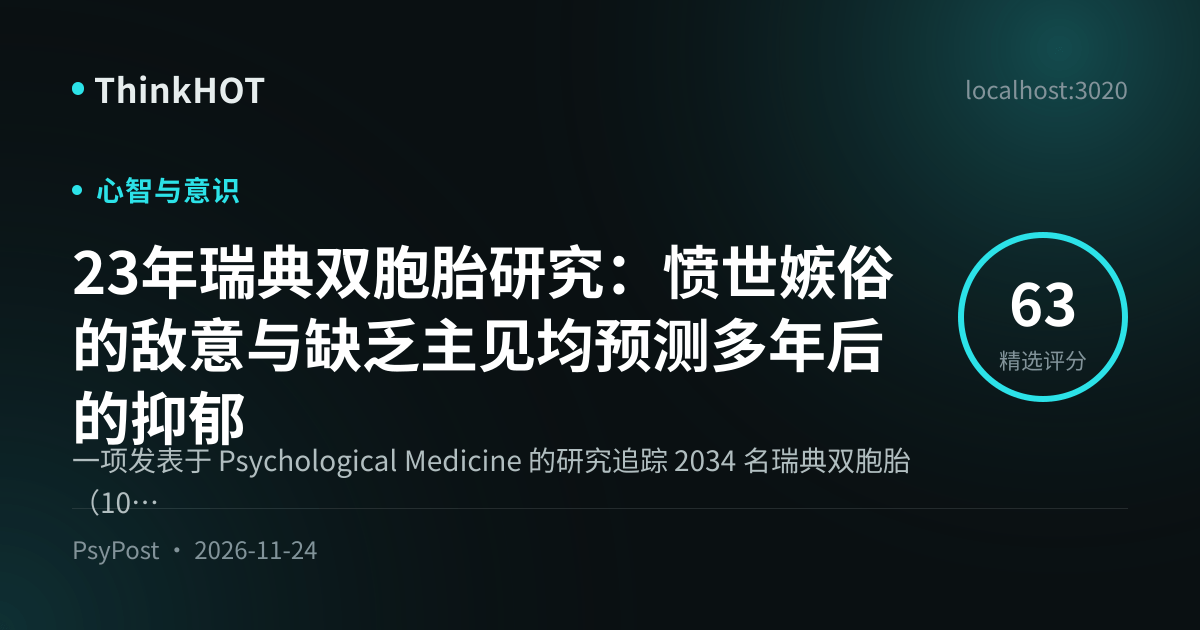 ThinkHOT
localhost:3020
心智与意识
23年瑞典双胞胎研究：愤世嫉俗
的敌意与缺乏主见均预测多年后
的抑郁
63
精选评分
一项发表于 Psychological Medicine 的研究追踪 2034 名瑞典双胞胎
（10…
PsyPost · 2026-11-24